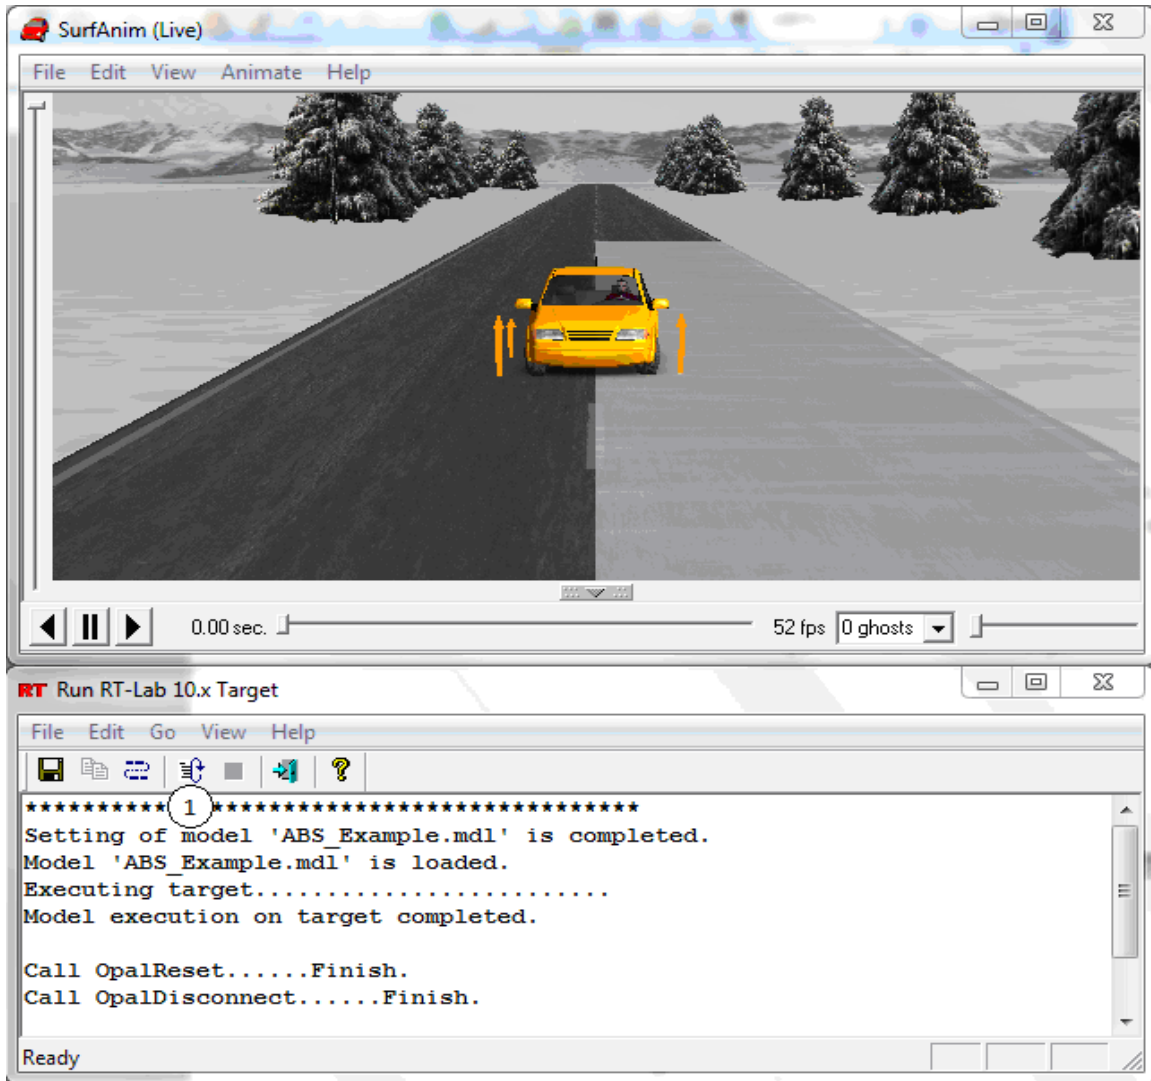 SurfAnim (Live)
File Edit View Animate Help
0.00 sec. 52 fps 0 ghosts
RT Run RT-Lab 10.x Target
File Edit Go View Help
?
********** 1 ******************************
Setting of model 'ABS_Example.mdl' is completed.
Model 'ABS_Example.mdl' is loaded.
Executing target.........................
Model execution on target completed.
Call OpalReset......Finish.
Call OpalDisconnect......Finish.
Ready